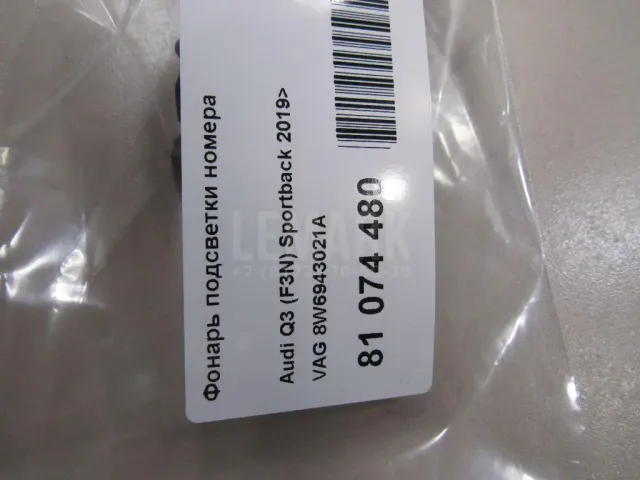 Фонарь подсветки номера
Audi Q3 (F3N) Sportback 2019>
VAG 8W6943021A
81 074 480